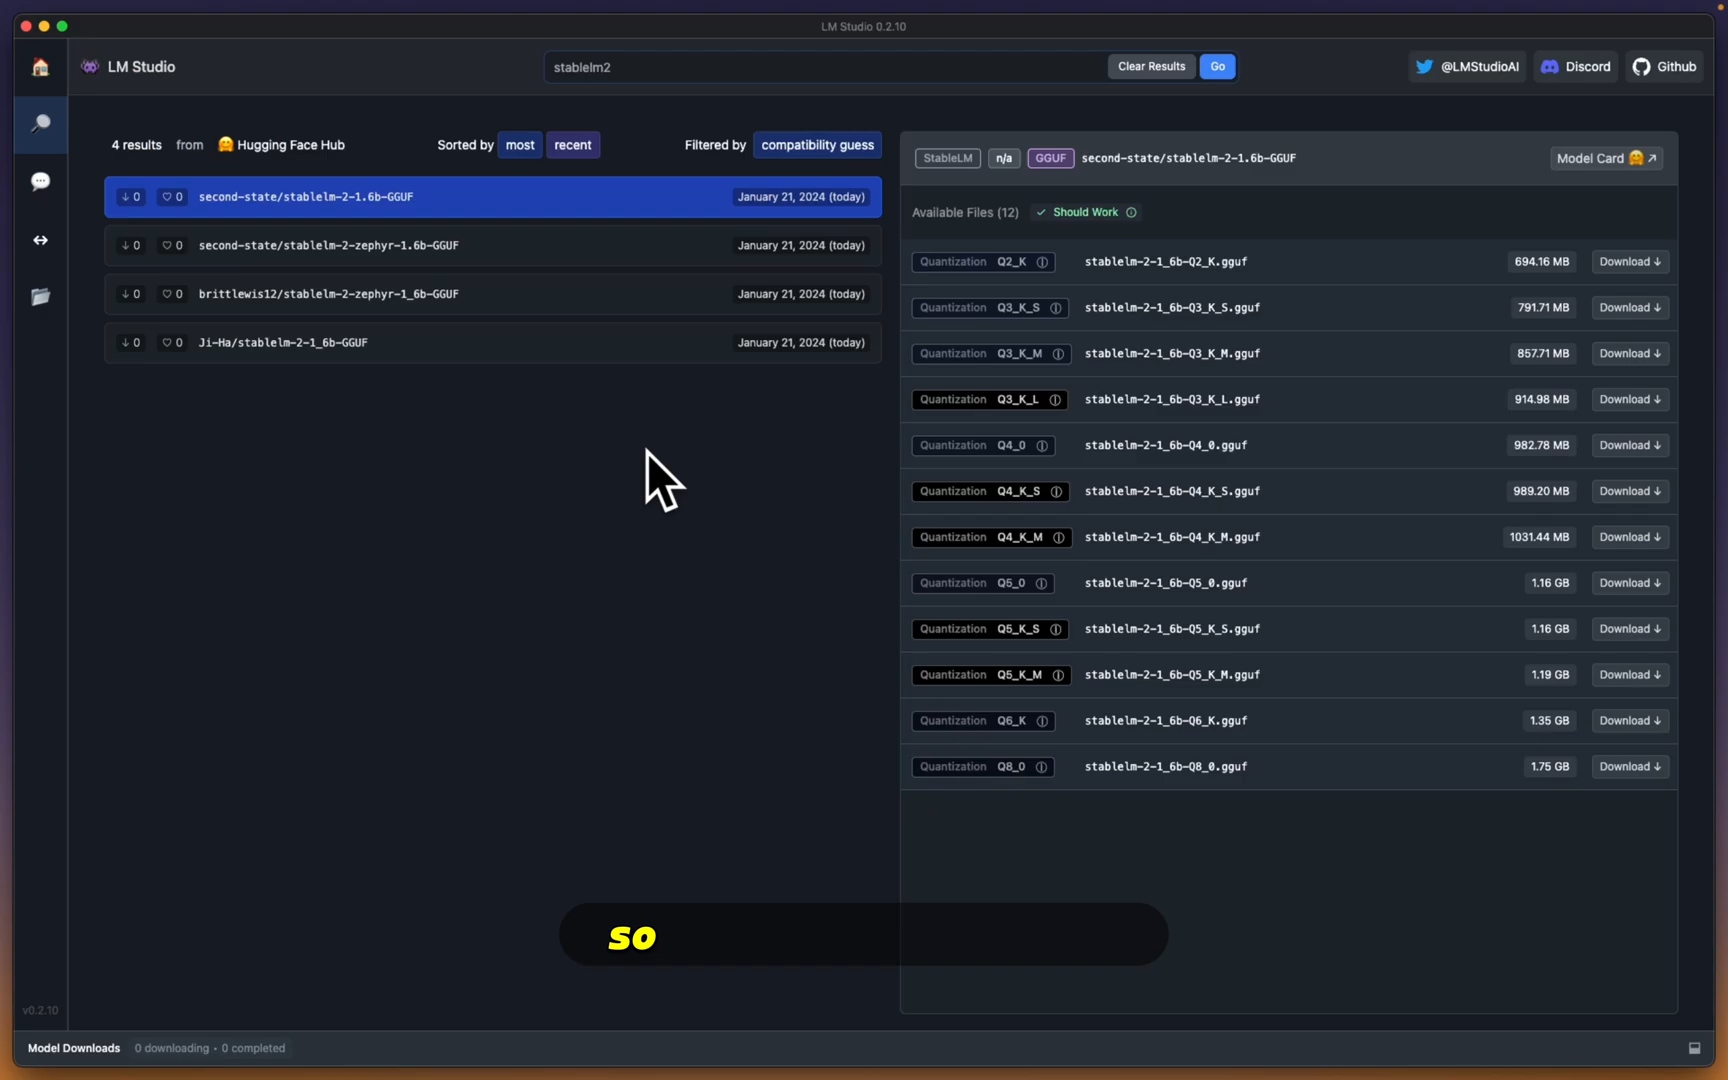 LM Studio 0.2.10
LM Studio
stablelm2
Clear Results
Go
@LMStudioAI
Discord
Github
4 results from 🤗 Hugging Face Hub
Sorted by most recent
Filtered by compatibility guess
↓ 0 ♡ 0 second-state/stablelm-2-1.6b-GGUF January 21, 2024 (today)
↓ 0 ♡ 0 second-state/stablelm-2-zephyr-1.6b-GGUF January 21, 2024 (today)
↓ 0 ♡ 0 brittlewis12/stablelm-2-zephyr-1_6b-GGUF January 21, 2024 (today)
↓ 0 ♡ 0 Ji-Ha/stablelm-2-1_6b-GGUF January 21, 2024 (today)
StableLM n/a GGUF second-state/stablelm-2-1.6b-GGUF Model Card 🤗 ↗
Available Files (12) ✓ Should Work ⓘ
Quantization Q2_K ⓘ stablelm-2-1_6b-Q2_K.gguf 694.16 MB Download ↓
Quantization Q3_K_S ⓘ stablelm-2-1_6b-Q3_K_S.gguf 791.71 MB Download ↓
Quantization Q3_K_M ⓘ stablelm-2-1_6b-Q3_K_M.gguf 857.71 MB Download ↓
Quantization Q3_K_L ⓘ stablelm-2-1_6b-Q3_K_L.gguf 914.98 MB Download ↓
Quantization Q4_0 ⓘ stablelm-2-1_6b-Q4_0.gguf 982.78 MB Download ↓
Quantization Q4_K_S ⓘ stablelm-2-1_6b-Q4_K_S.gguf 989.20 MB Download ↓
Quantization Q4_K_M ⓘ stablelm-2-1_6b-Q4_K_M.gguf 1031.44 MB Download ↓
Quantization Q5_0 ⓘ stablelm-2-1_6b-Q5_0.gguf 1.16 GB Download ↓
Quantization Q5_K_S ⓘ stablelm-2-1_6b-Q5_K_S.gguf 1.16 GB Download ↓
Quantization Q5_K_M ⓘ stablelm-2-1_6b-Q5_K_M.gguf 1.19 GB Download ↓
Quantization Q6_K ⓘ stablelm-2-1_6b-Q6_K.gguf 1.35 GB Download ↓
Quantization Q8_0 ⓘ stablelm-2-1_6b-Q8_0.gguf 1.75 GB Download ↓
so
v0.2.10
Model Downloads 0 downloading • 0 completed